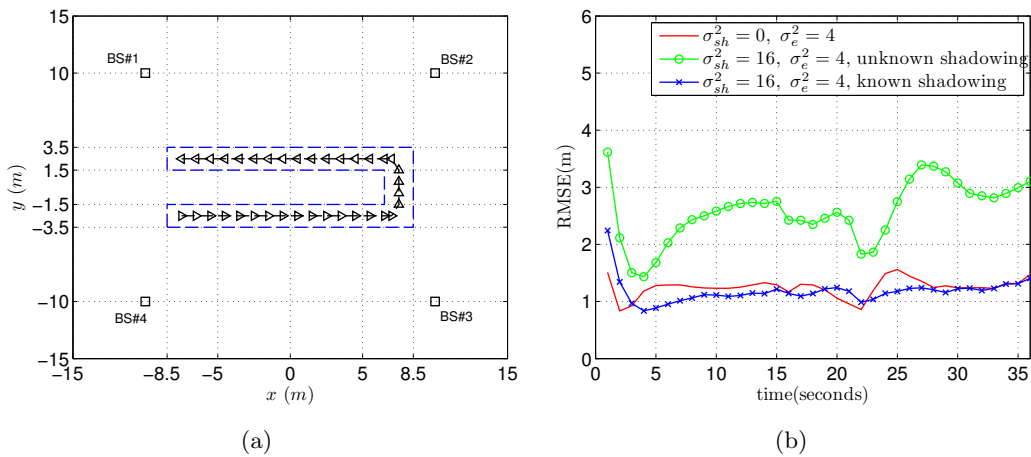 15
10
3.5
1.5
−1.5
−3.5
−10
−15
y (m)
BS#1
BS#2
BS#4
BS#3
−15
−8.5
−5
0
5
8.5
15
x (m)
(a)
6
5
4
3
2
1
0
RMSE(m)
σ²sh = 0, σ²e = 4
σ²sh = 16, σ²e = 4, unknown shadowing
σ²sh = 16, σ²e = 4, known shadowing
0
5
10
15
20
25
30
35
time(seconds)
(b)